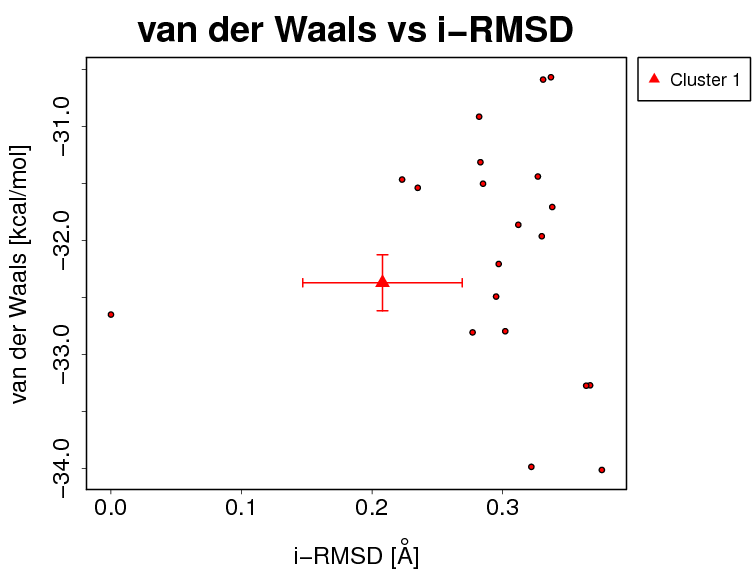 van der Waals vs i−RMSD
Cluster 1
van der Waals [kcal/mol]
−31.0
−32.0
−33.0
−34.0
0.0 0.1 0.2 0.3
i−RMSD [Å]